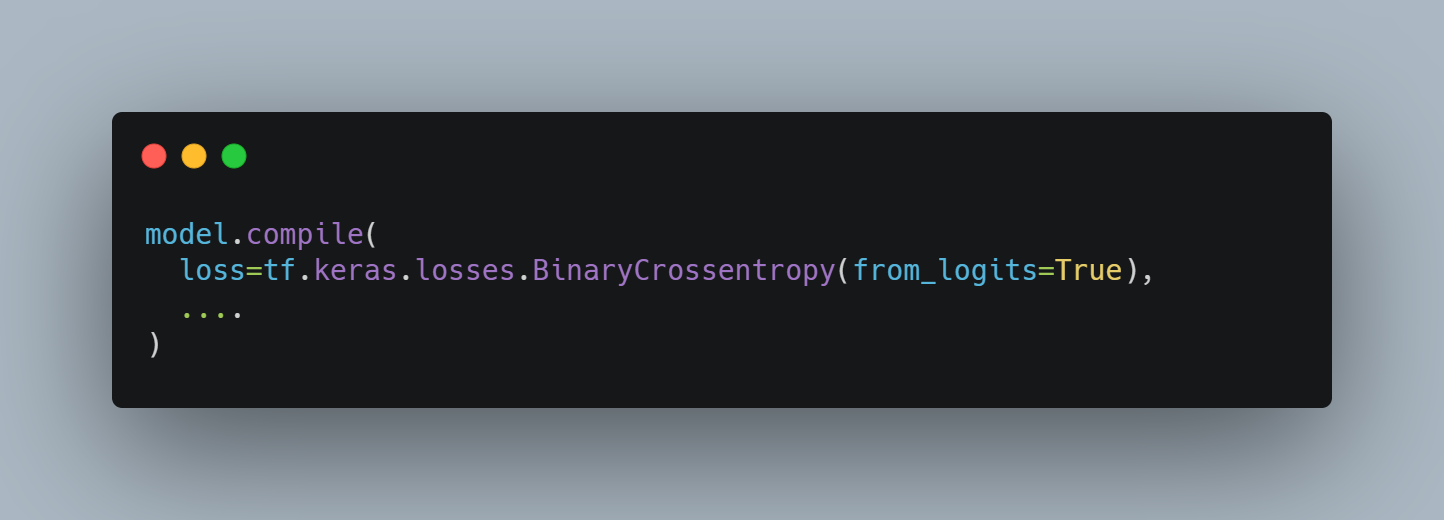 model.compile(
  loss=tf.keras.losses.BinaryCrossentropy(from_logits=True),
  ....
)